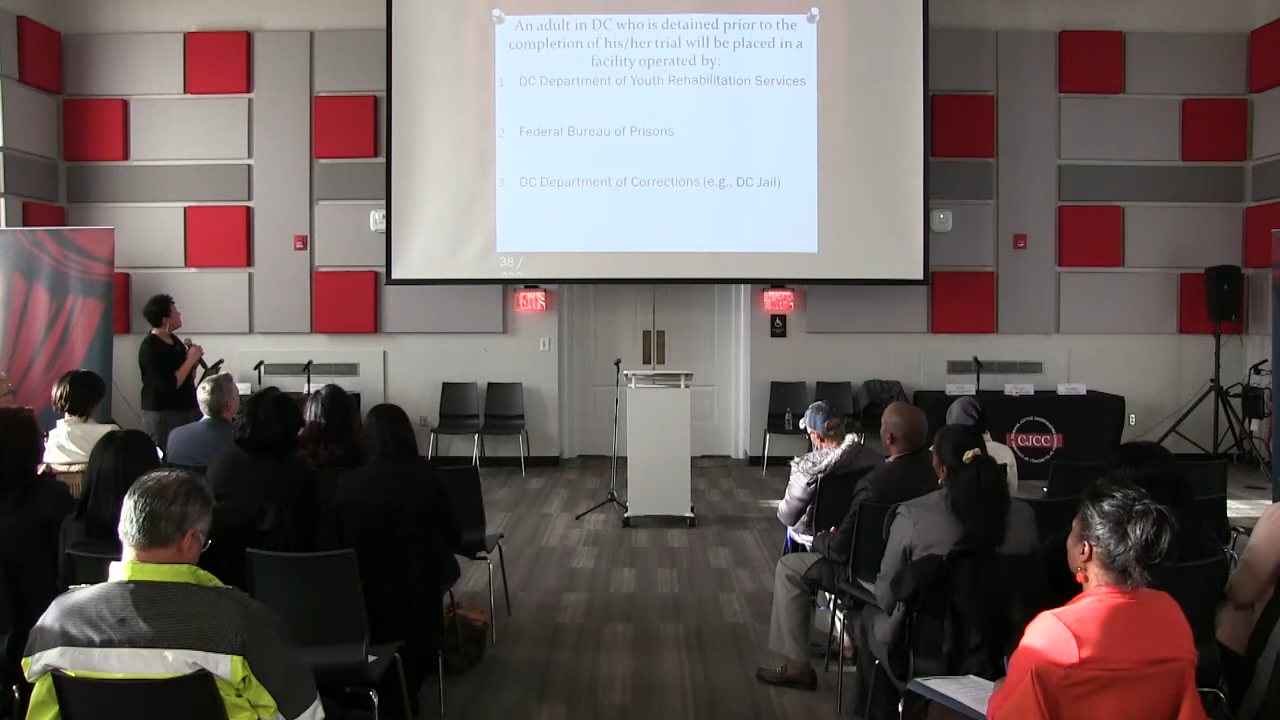 An adult in DC who is detained prior to the
completion of his/her trial will be placed in a
facility operated by:
1 DC Department of Youth Rehabilitation Services
2 Federal Bureau of Prisons
3 DC Department of Corrections (e.g., DC Jail)
38 /
CJCC